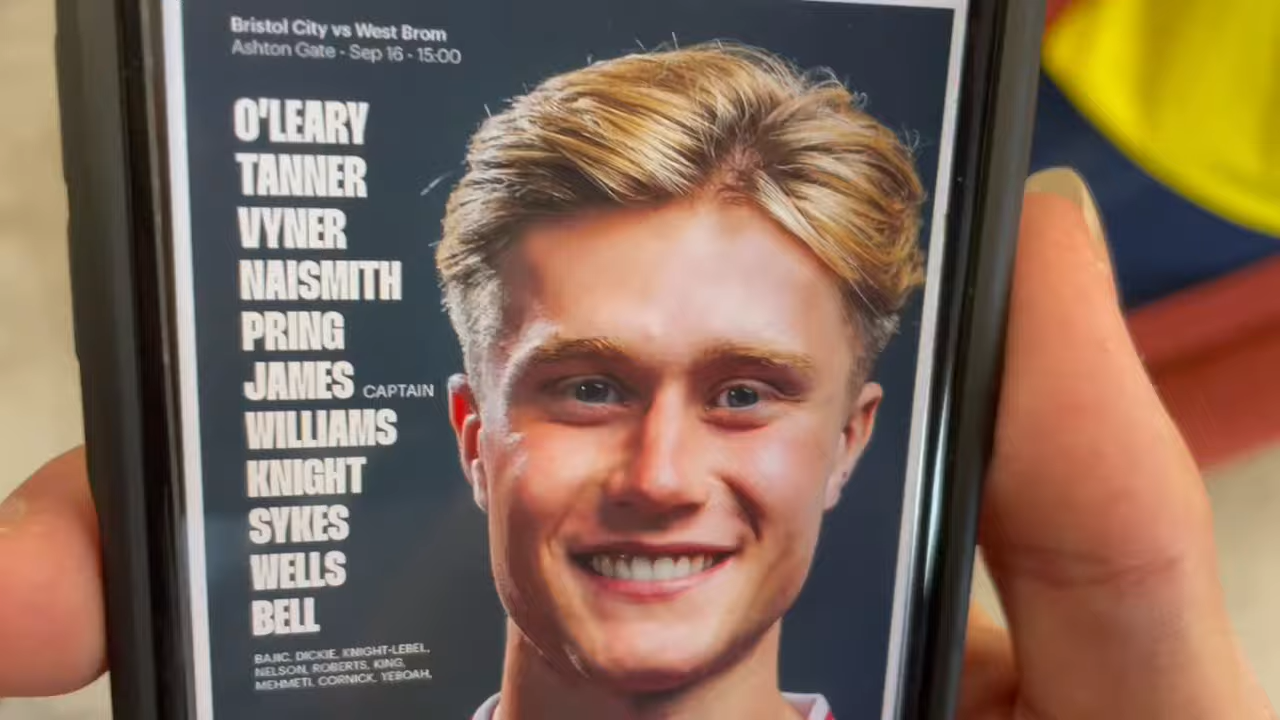 Bristol City vs West Brom
Ashton Gate - Sep 16 - 15:00
O'LEARY
TANNER
VYNER
NAISMITH
PRING
JAMES CAPTAIN
WILLIAMS
KNIGHT
SYKES
WELLS
BELL
BAJIC, DICKIE, KNIGHT-LEBEL,
NELSON, ROBERTS, KING,
MEHMETI, CORNICK, YEBOAH,